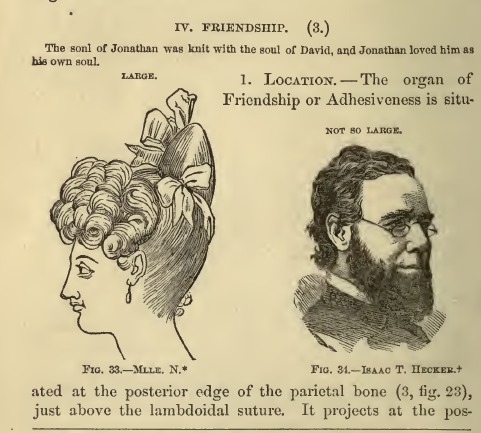 IV. FRIENDSHIP. (3.)
The sonl of Jonathan was knit with the soul of David, and Jonathan loved him as
his own soul.
LARGE.
1. LOCATION.—The organ of
Friendship or Adhesiveness is situ-
NOT SO LARGE.
FIG. 33.—MLLE. N.*
FIG. 34.—ISAAC T. HECKER.†
ated at the posterior edge of the parietal bone (3, fig. 23),
just above the lambdoidal suture. It projects at the pos-